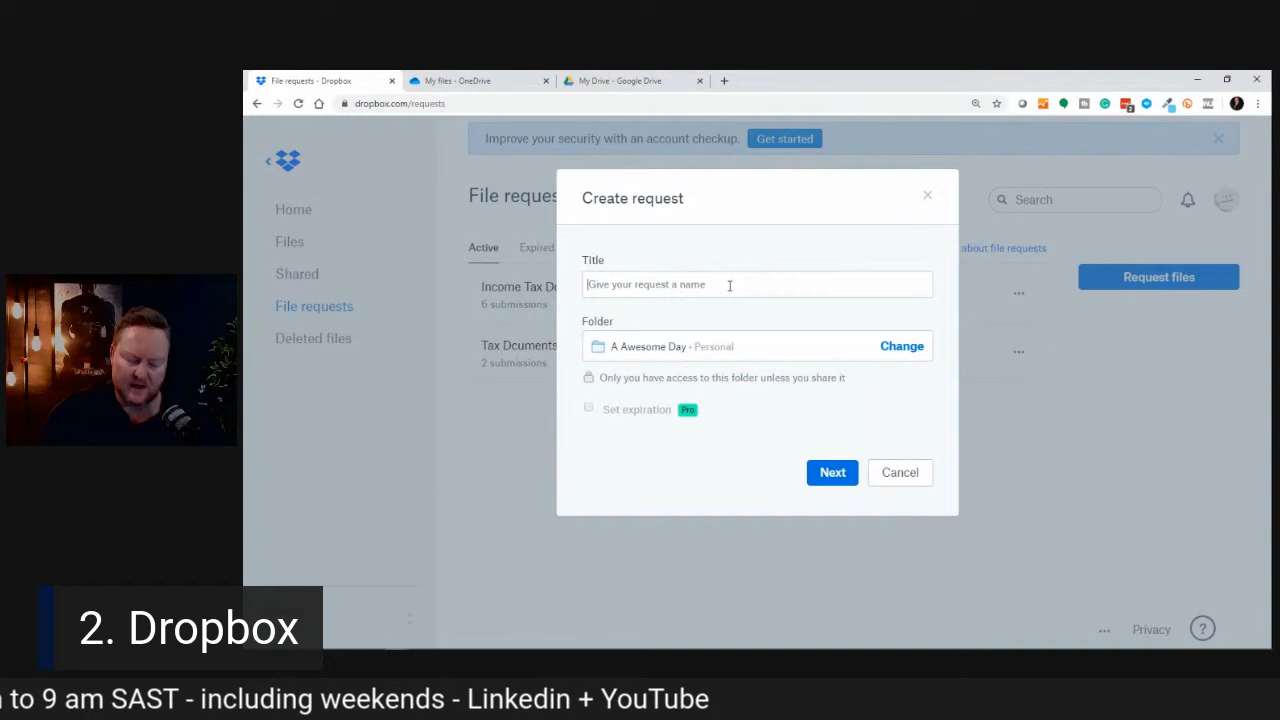 File requests - Dropbox
My files - OneDrive
My Drive - Google Drive
dropbox.com/requests
Improve your security with an account checkup.
Get started
Home
Files
Shared
File requests
Deleted files
File reques
Search
Active
Expired
about file requests
Income Tax Do
6 submissions
Request files
Tax Dcuments
2 submissions
Create request
Title
Give your request a name
Folder
A Awesome Day • Personal
Change
Only you have access to this folder unless you share it
Set expiration
Pro
Next
Cancel
Privacy
?
2. Dropbox
to 9 am SAST - including weekends - Linkedin + YouTube